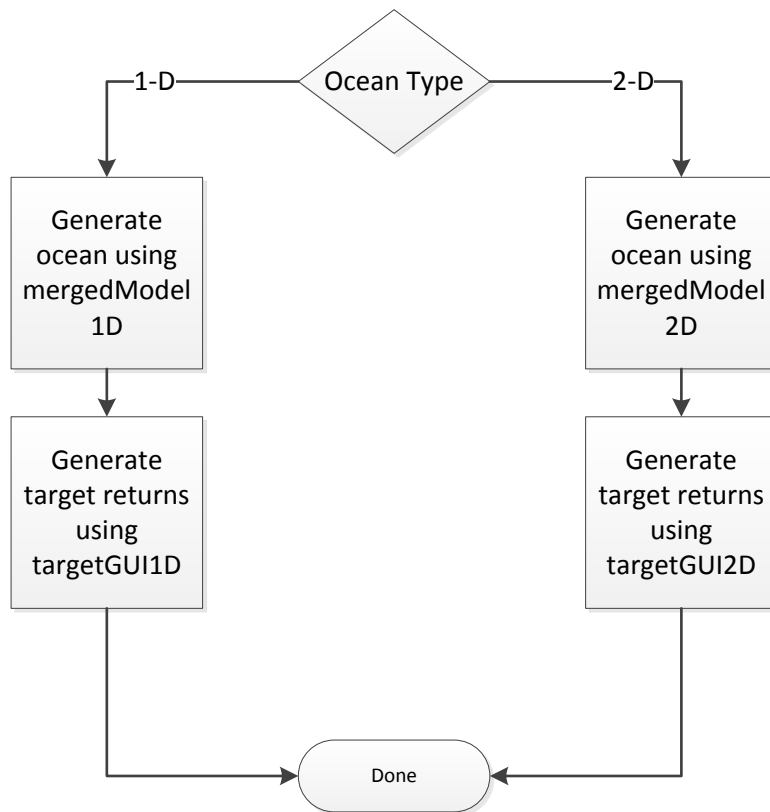 Ocean Type
1-D
2-D
Generate
ocean using
mergedModel
1D
Generate
ocean using
mergedModel
2D
Generate
target returns
using
targetGUI1D
Generate
target returns
using
targetGUI2D
Done